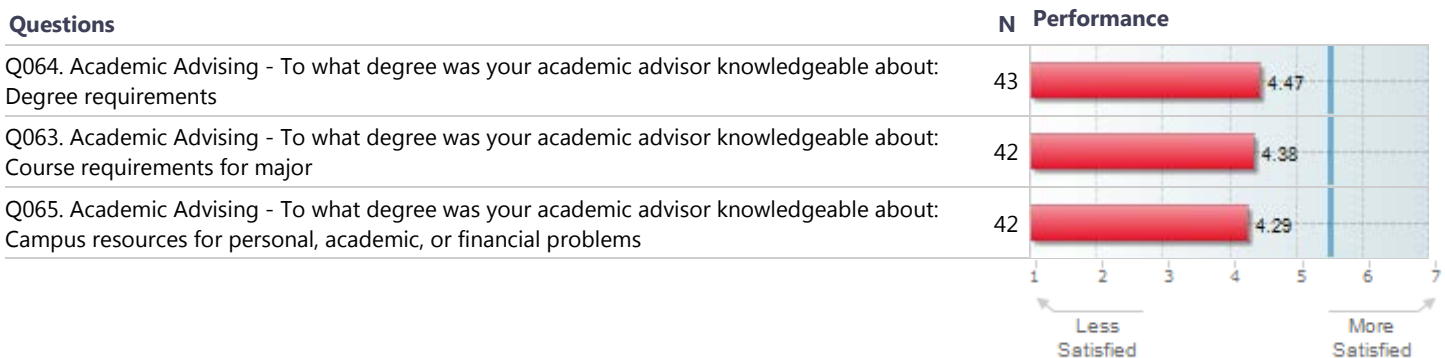 Questions N Performance
Q064. Academic Advising - To what degree was your academic advisor knowledgeable about:
Degree requirements
43
4.47
Q063. Academic Advising - To what degree was your academic advisor knowledgeable about:
Course requirements for major
42
4.38
Q065. Academic Advising - To what degree was your academic advisor knowledgeable about:
Campus resources for personal, academic, or financial problems
42
4.29
1 2 3 4 5 6 7
Less More
Satisfied Satisfied